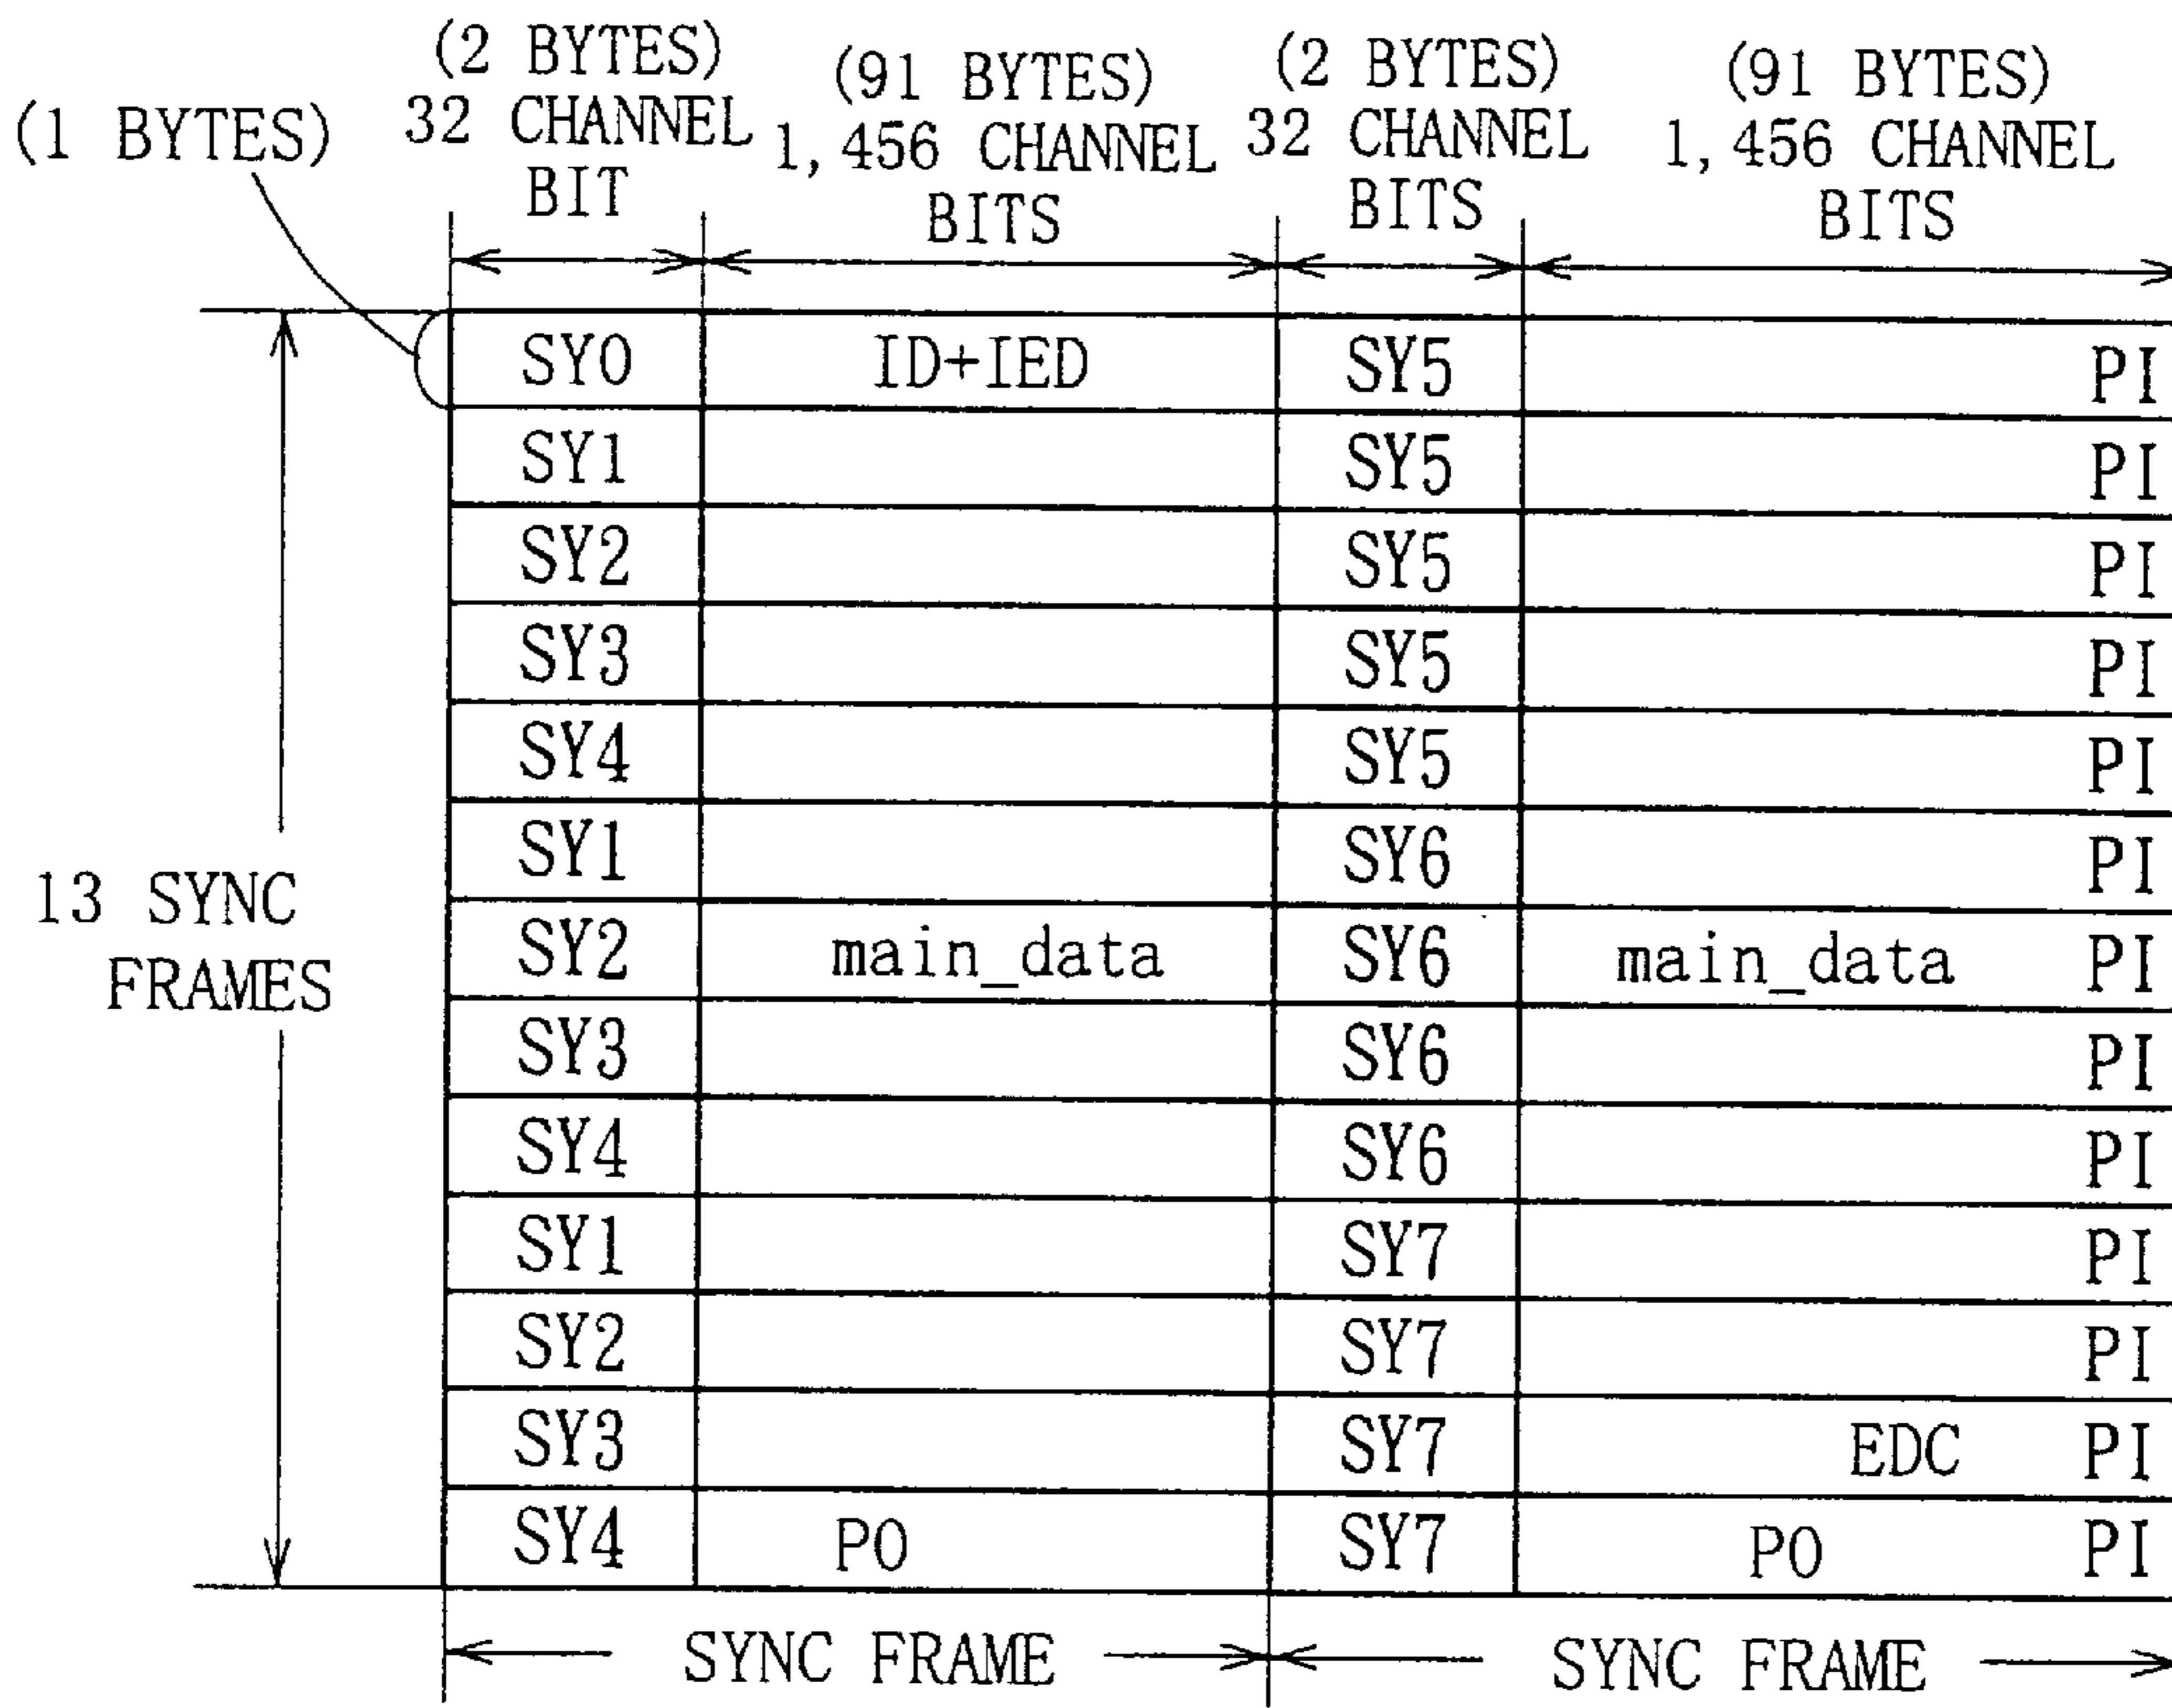 (1 BYTES)
(2 BYTES)
32 CHANNEL
BIT
(91 BYTES)
1,456 CHANNEL
BITS
(2 BYTES)
32 CHANNEL
BITS
(91 BYTES)
1,456 CHANNEL
BITS
13 SYNC
FRAMES
SY0 ID+IED SY5 PI
SY1 SY5 PI
SY2 SY5 PI
SY3 SY5 PI
SY4 SY5 PI
SY1 SY6 PI
SY2 main_data SY6 main_data PI
SY3 SY6 PI
SY4 SY6 PI
SY1 SY7 PI
SY2 SY7 PI
SY3 SY7 EDC PI
SY4 PO SY7 PO PI
SYNC FRAME SYNC FRAME